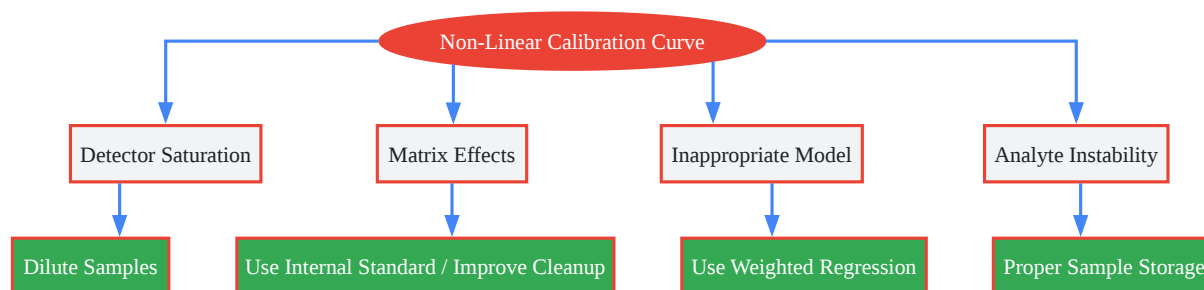 Non-Linear Calibration Curve
Detector Saturation
Matrix Effects
Inappropriate Model
Analyte Instability
Dilute Samples
Use Internal Standard / Improve Cleanup
Use Weighted Regression
Proper Sample Storage